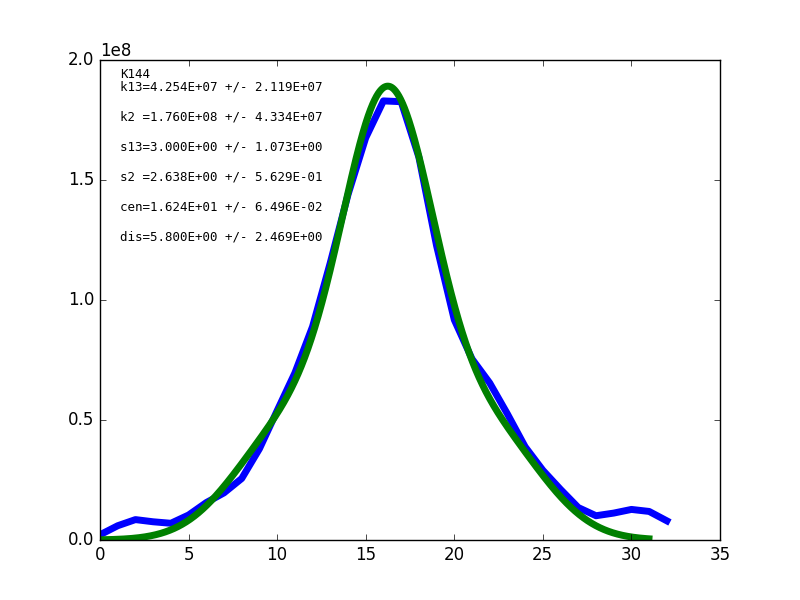 1e8
2.0
K144
k13=4.254E+07 +/- 2.119E+07
k2 =1.760E+08 +/- 4.334E+07
s13=3.000E+00 +/- 1.073E+00
1.5
s2 =2.638E+00 +/- 5.629E-01
cen=1.624E+01 +/- 6.496E-02
dis=5.800E+00 +/- 2.469E+00
1.0
0.5
0.0
0 5 10 15 20 25 30 35